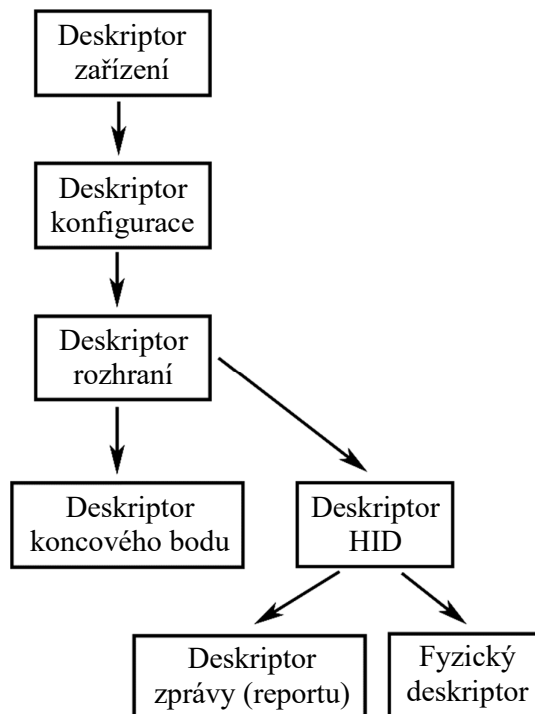 Deskriptor
zařízení
Deskriptor
konfigurace
Deskriptor
rozhraní
Deskriptor
koncového bodu
Deskriptor
HID
Deskriptor
zprávy (reportu)
Fyzický
deskriptor